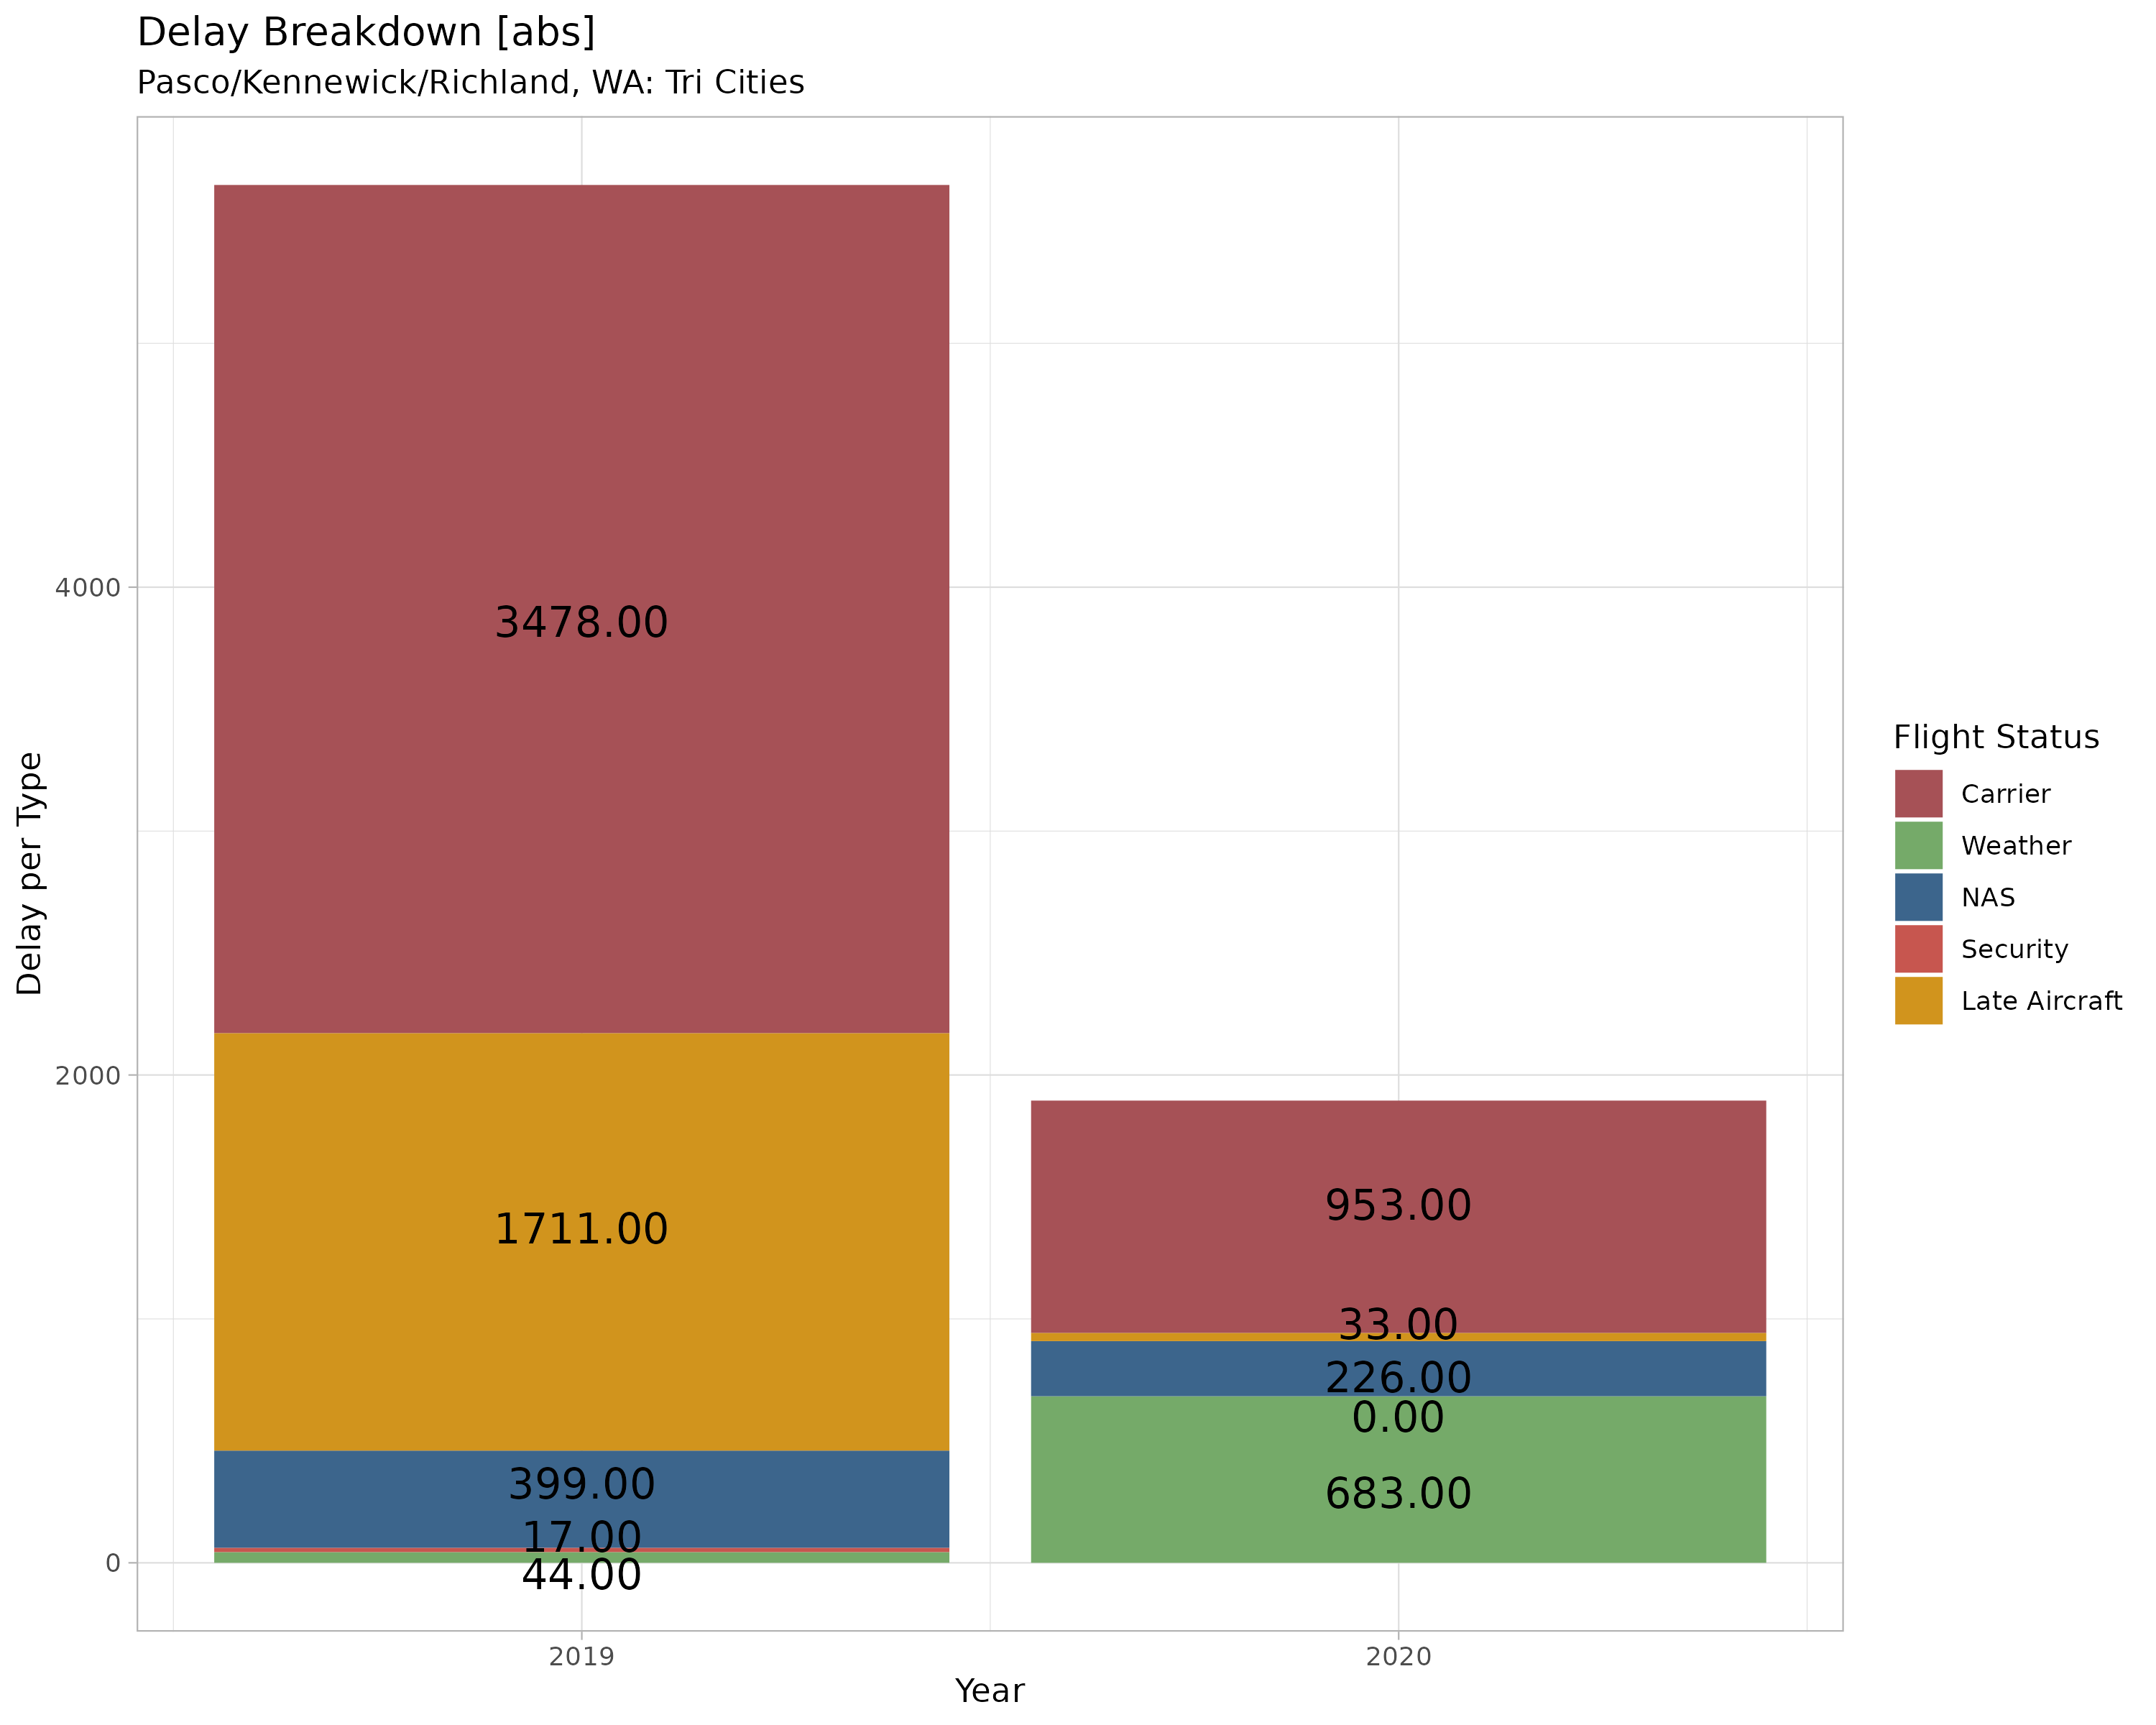 Delay Breakdown [abs]
Pasco/Kennewick/Richland, WA: Tri Cities
Delay per Type
4000
2000
0
3478.00
1711.00
399.00
17.00
44.00
953.00
33.00
226.00
0.00
683.00
2019
2020
Year
Flight Status
Carrier
Weather
NAS
Security
Late Aircraft